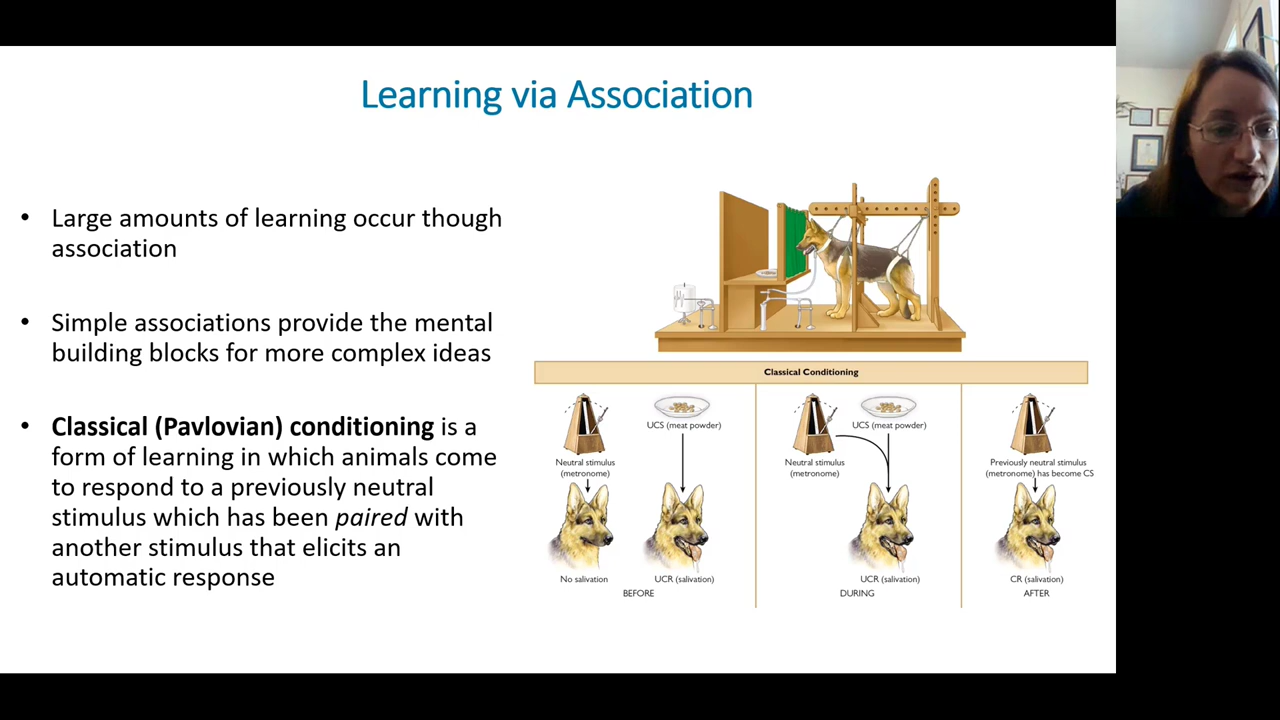 Learning via Association
• Large amounts of learning occur though
association
• Simple associations provide the mental
building blocks for more complex ideas
• Classical (Pavlovian) conditioning is a
form of learning in which animals come
to respond to a previously neutral
stimulus which has been paired with
another stimulus that elicits an
automatic response
Classical Conditioning
UCS (meat powder)
Neutral stimulus
(metronome)
No salivation
UCR (salivation)
BEFORE
UCS (meat powder)
Neutral stimulus
(metronome)
UCR (salivation)
DURING
Previously neutral stimulus
(metronome) has become CS
CR (salivation)
AFTER